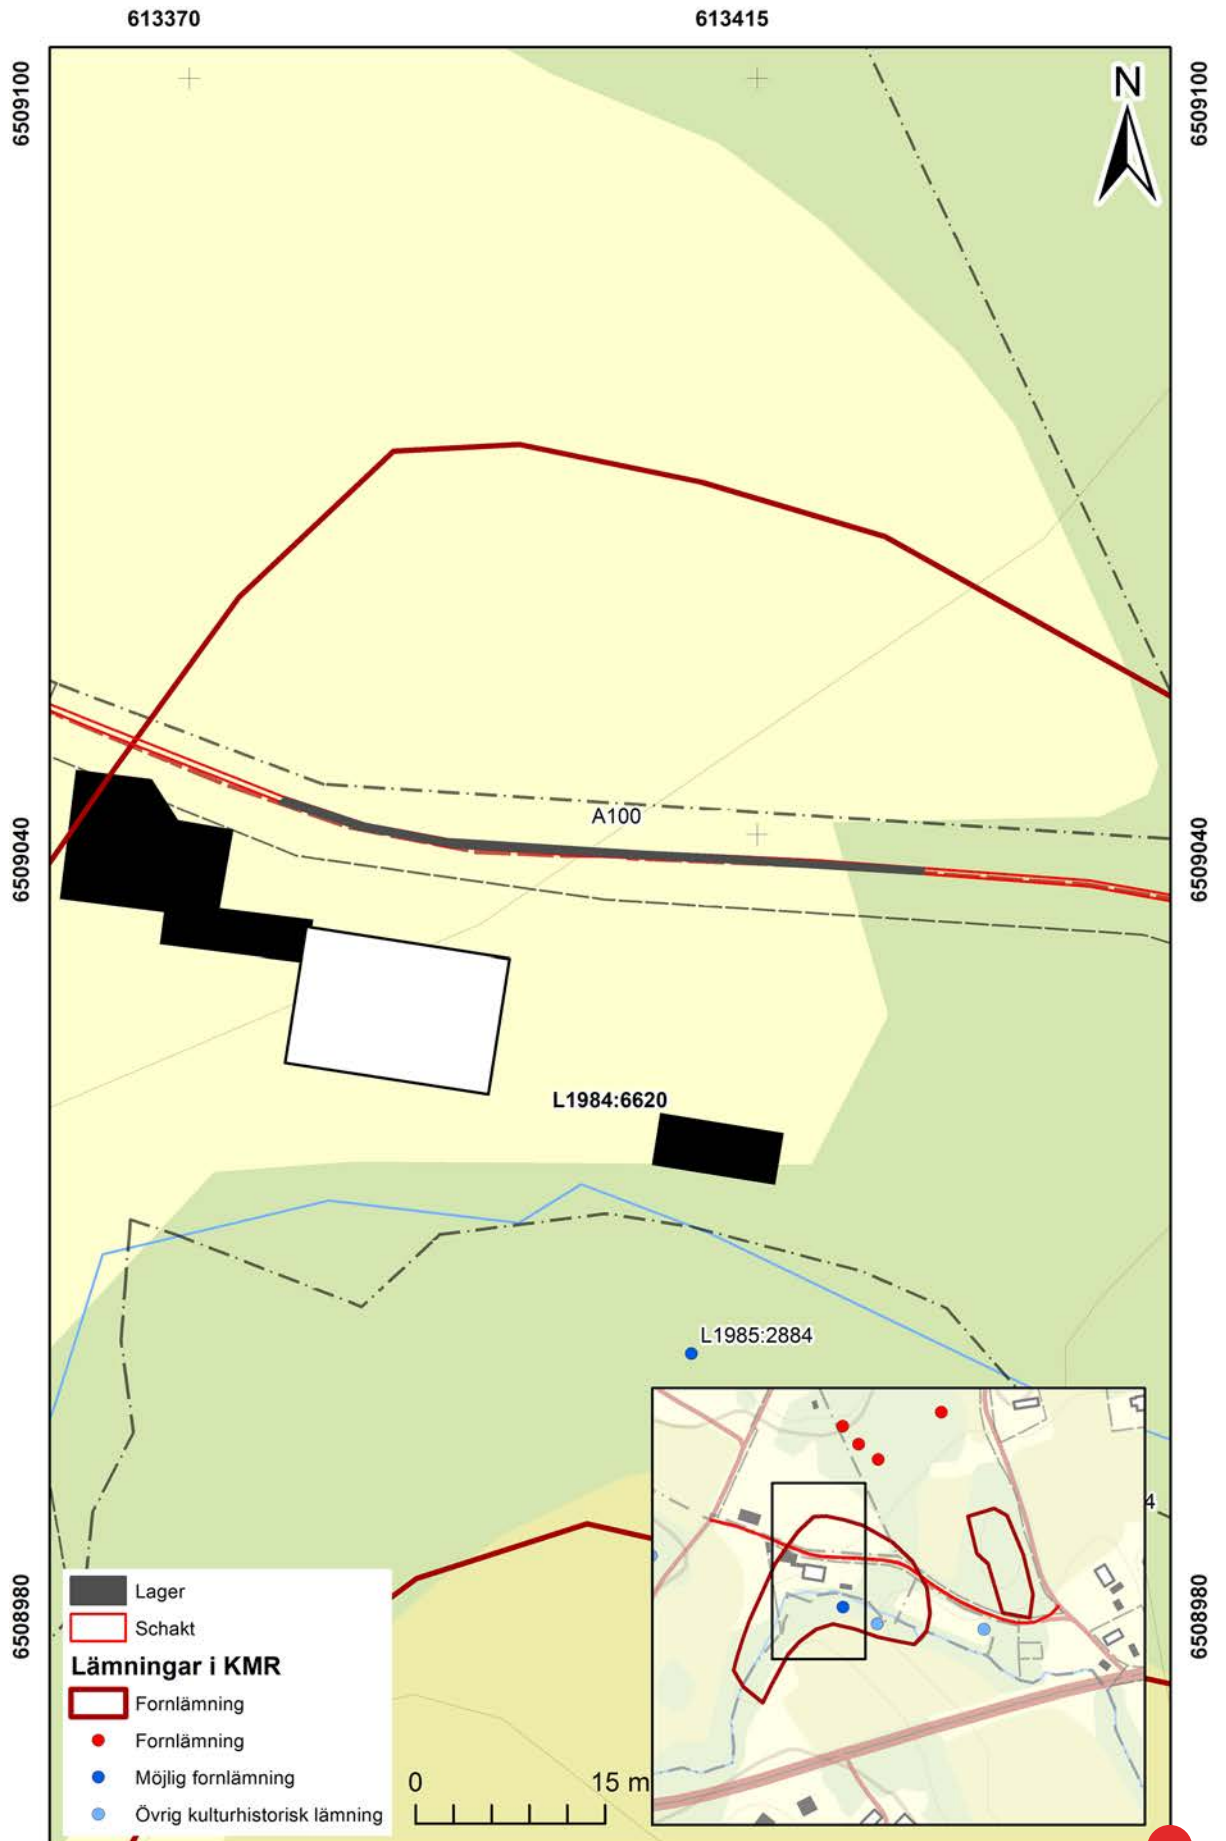 613370 613415
6509100 6509100
N
A100
6509040 6509040
L1984:6620
L1985:2884
4
6508980 6508980
Lager
Schakt
Lämningar i KMR
Fornlämning
Fornlämning
Möjlig fornlämning
Övrig kulturhistorisk lämning
0 15 m